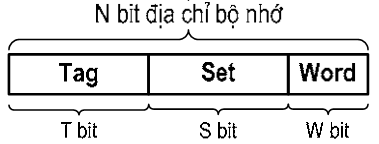 N bit địa chỉ bộ nhớ
Tag Set Word
T bit S bit W bit